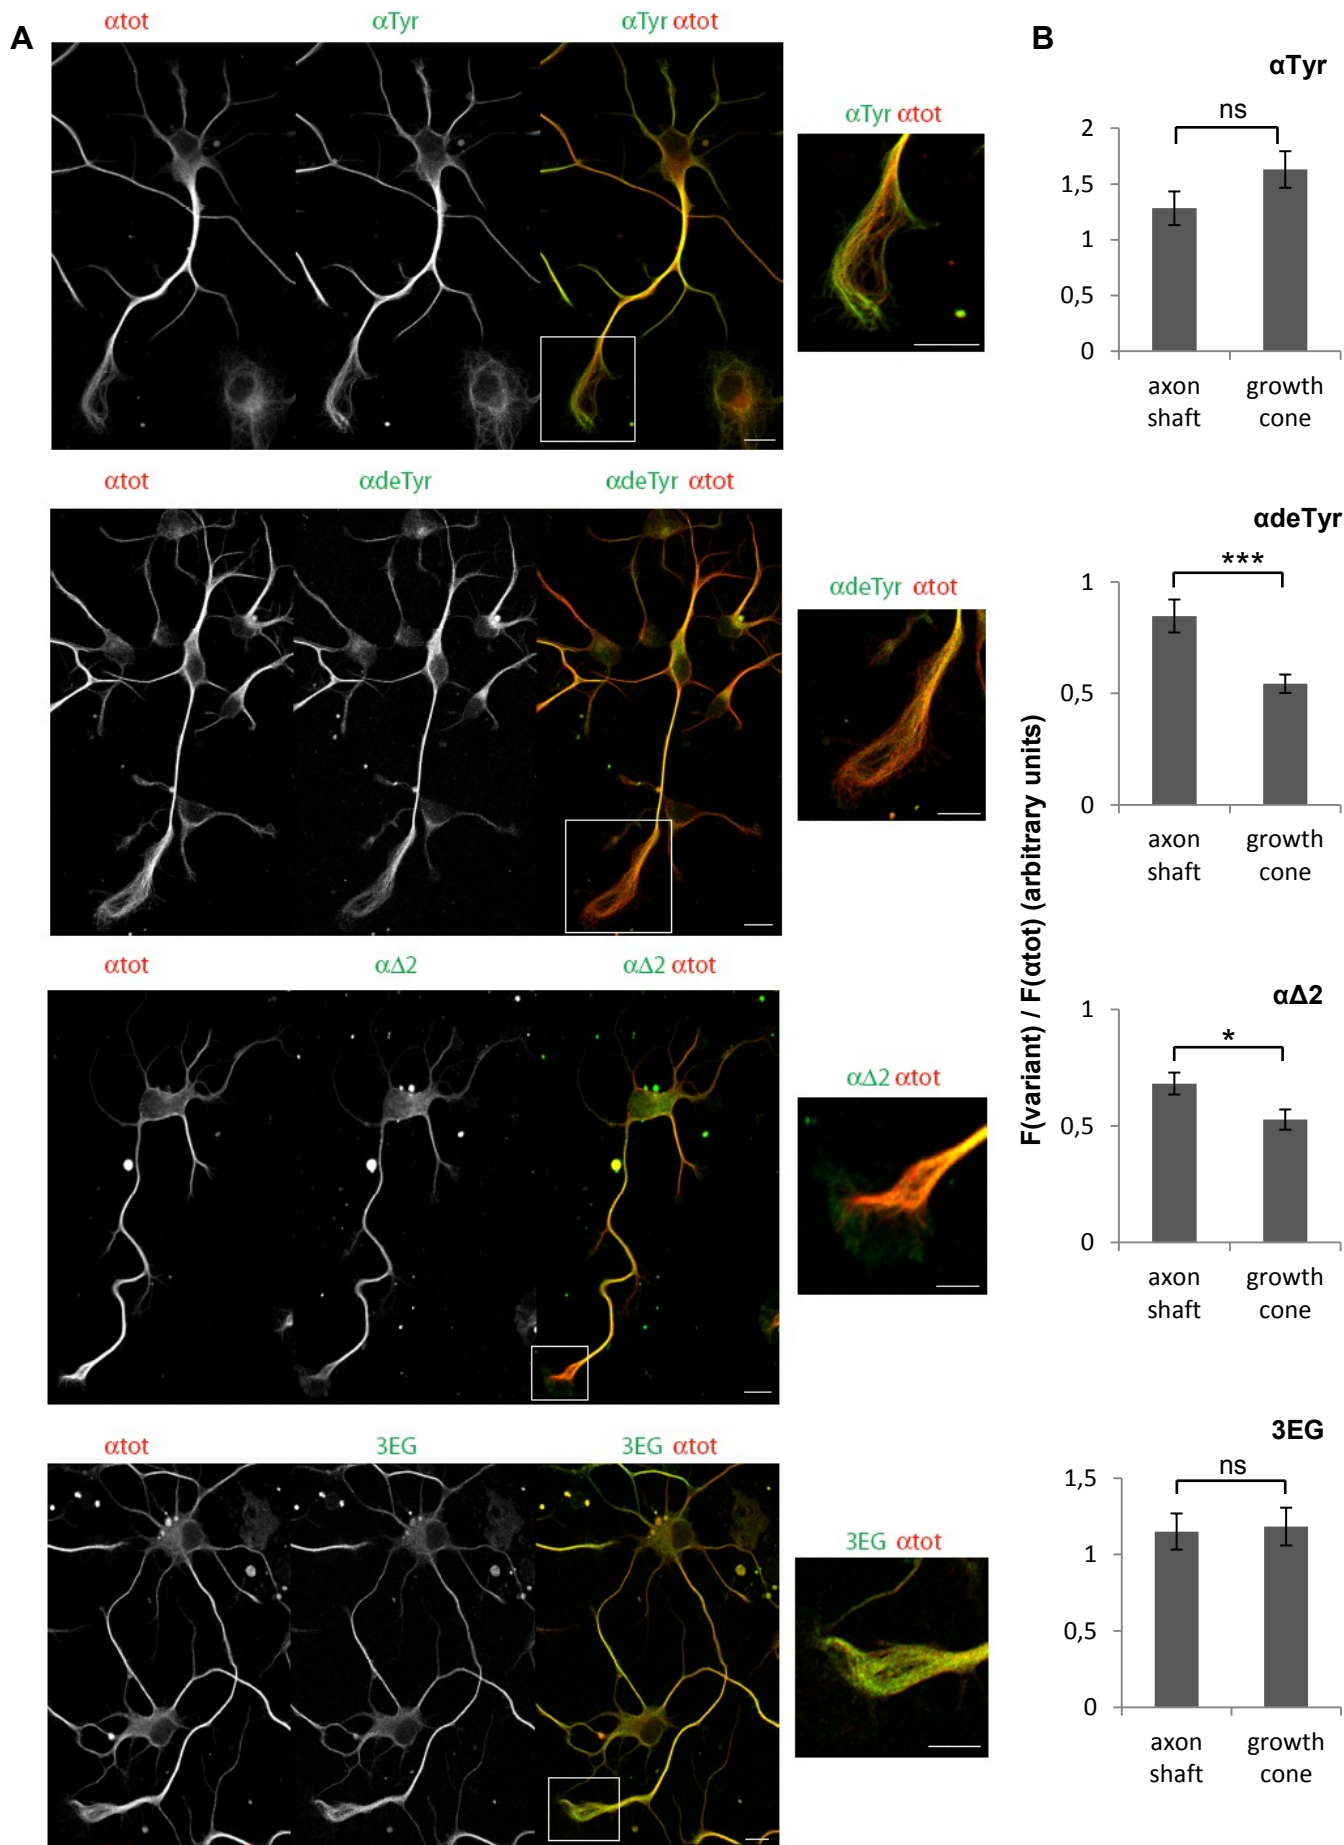 A
αtot
αTyr
αTyr αtot
αTyr αtot
αtot
αdeTyr
αdeTyr αtot
αdeTyr αtot
αtot
αΔ2
αΔ2 αtot
αΔ2 αtot
αtot
3EG
3EG αtot
3EG αtot
B
F(variant) / F(αtot) (arbitrary units)
αTyr
ns
2
1,5
1
0,5
0
axon
shaft
growth
cone
αdeTyr
***
1
0,5
0
axon
shaft
growth
cone
αΔ2
*
1
0,5
0
axon
shaft
growth
cone
3EG
ns
1,5
1
0,5
0
axon
shaft
growth
cone